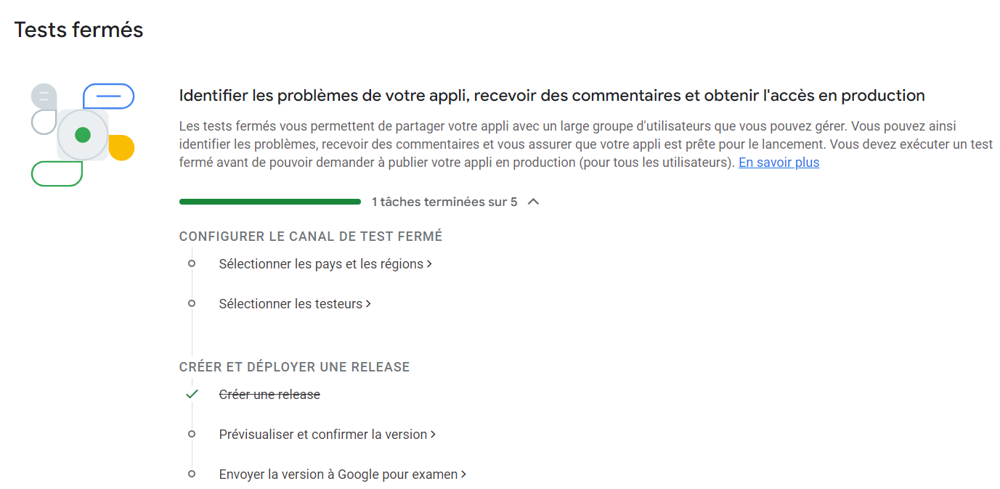 Tests fermés
Identifier les problèmes de votre appli, recevoir des commentaires et obtenir l'accès en production
Les tests fermés vous permettent de partager votre appli avec un large groupe d'utilisateurs que vous pouvez gérer. Vous pouvez ainsi
identifier les problèmes, recevoir des commentaires et vous assurer que votre appli est prête pour le lancement. Vous devez exécuter un test
fermé avant de pouvoir demander à publier votre appli en production (pour tous les utilisateurs). En savoir plus
1 tâches terminées sur 5
CONFIGURER LE CANAL DE TEST FERMÉ
Sélectionner les pays et les régions
Sélectionner les testeurs
CRÉER ET DÉPLOYER UNE RELEASE
Créer une release
Prévisualiser et confirmer la version
Envoyer la version à Google pour examen